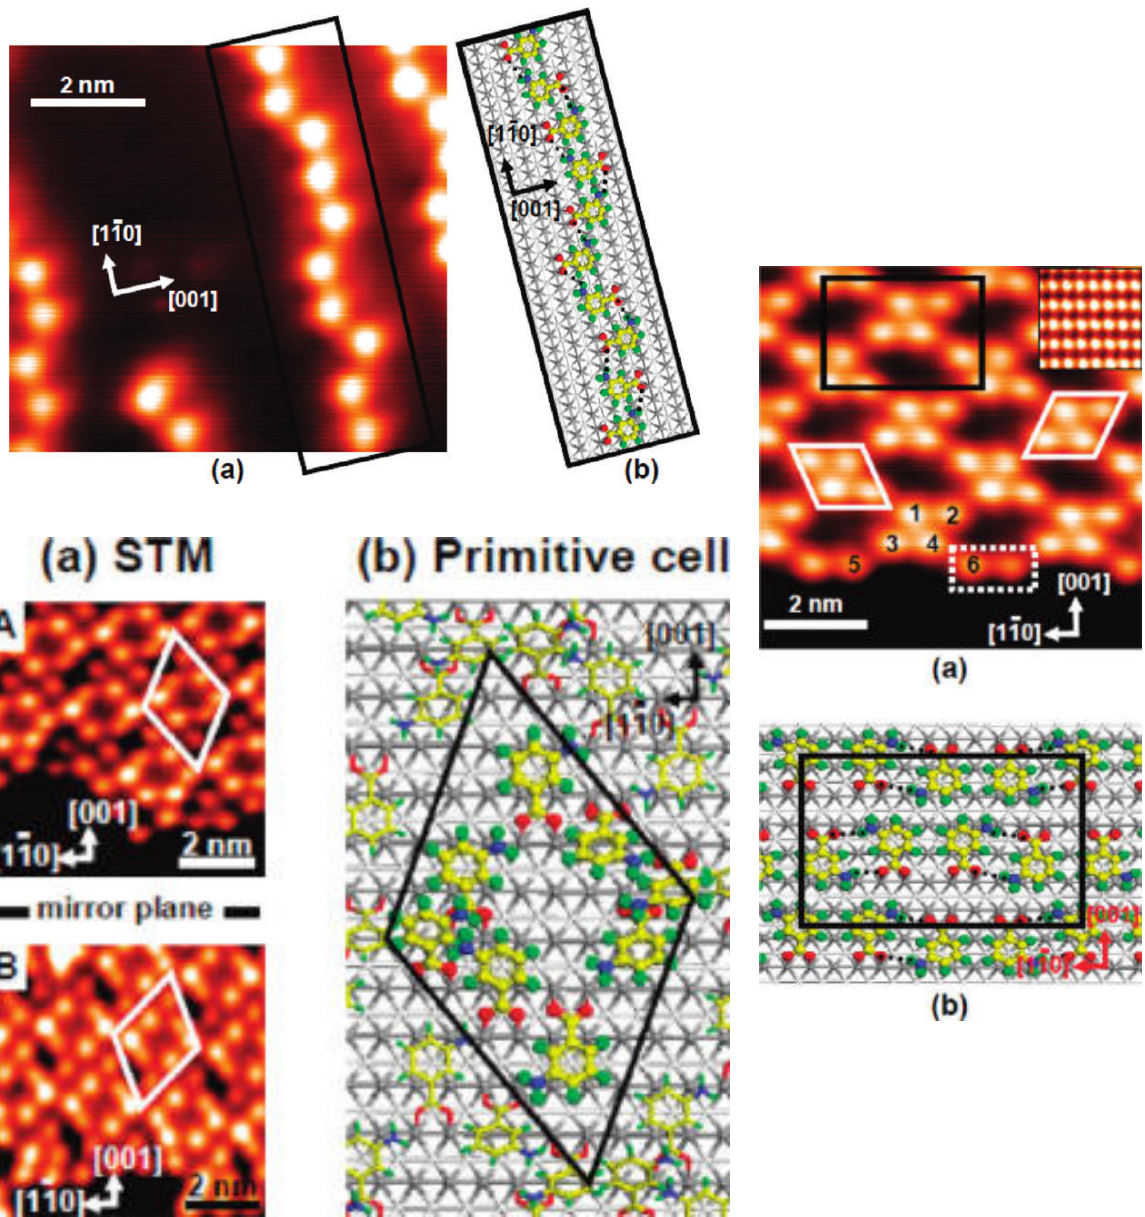 2 nm
[11̄0]
[001]
(a)
[11̄0]
[001]
(b)
1 2
3 4
5 6
[001]
2 nm
[11̄0]
(a)
[001]
[11̄0]
(b)
(a) STM
A
[001]
1̄10]
2 nm
mirror plane
B
[001]
[11̄0]
2 nm
(b) Primitive cell
[001]
[11̄0]